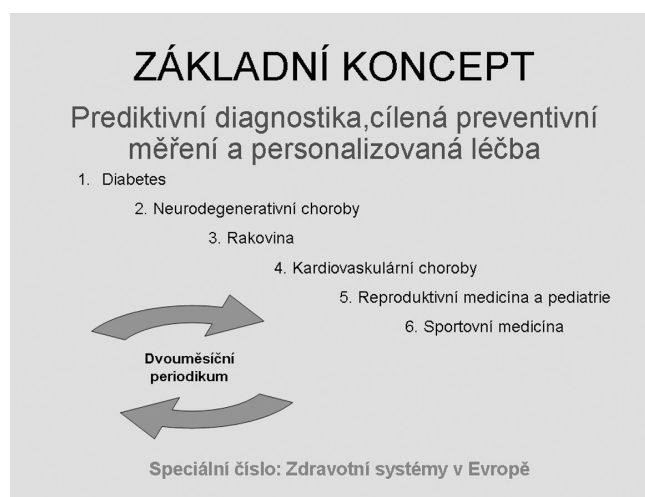 ZÁKLADNÍ KONCEPT
Prediktivní diagnostika,cílená preventivní
měření a personalizovaná léčba
1. Diabetes
2. Neurodegenerativní choroby
3. Rakovina
4. Kardiovaskulární choroby
5. Reproduktivní medicína a pediatrie
6. Sportovní medicína
Dvouměsíční
periodikum
Speciální číslo: Zdravotní systémy v Evropě